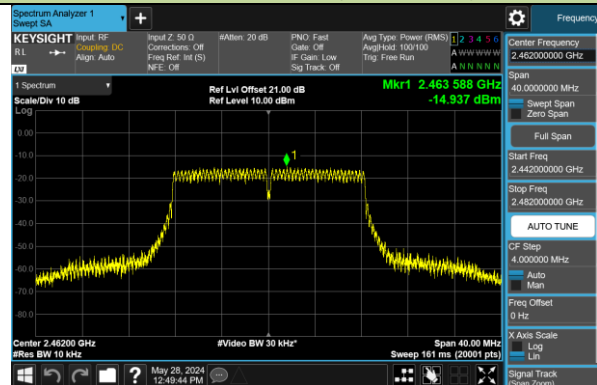 Spectrum Analyzer 1
Swept SA
+
Frequency
KEYSIGHT
RL
LXI
Input: RF
Coupling: DC
Align: Auto
Input Z: 50 Ω
Corrections: Off
Freq Ref: Int (S)
NFE: Off
#Atten: 20 dB
PNO: Fast
Gate: Off
IF Gain: Low
Sig Track: Off
Avg Type: Power (RMS)
Avg|Hold: 100/100
Trig: Free Run
1 2 3 4 5 6
A W W W W W
A N N N N N
1 Spectrum
Scale/Div 10 dB
Ref Lvl Offset 21.00 dB
Ref Level 10.00 dBm
Mkr1 2.463 588 GHz
-14.937 dBm
Log
0.00
-10.0
-20.0
-30.0
-40.0
-50.0
-60.0
-70.0
-80.0
1
Center 2.46200 GHz
#Res BW 10 kHz
#Video BW 30 kHz*
Span 40.00 MHz
Sweep 161 ms (20001 pts)
Center Frequency
2.462000000 GHz
Span
40.0000000 MHz
Swept Span
Zero Span
Full Span
Start Freq
2.442000000 GHz
Stop Freq
2.482000000 GHz
AUTO TUNE
CF Step
4.000000 MHz
Auto
Man
Freq Offset
0 Hz
X Axis Scale
Log
Lin
Signal Track
(Span Zoom)
?
May 28, 2024
12:49:44 PM